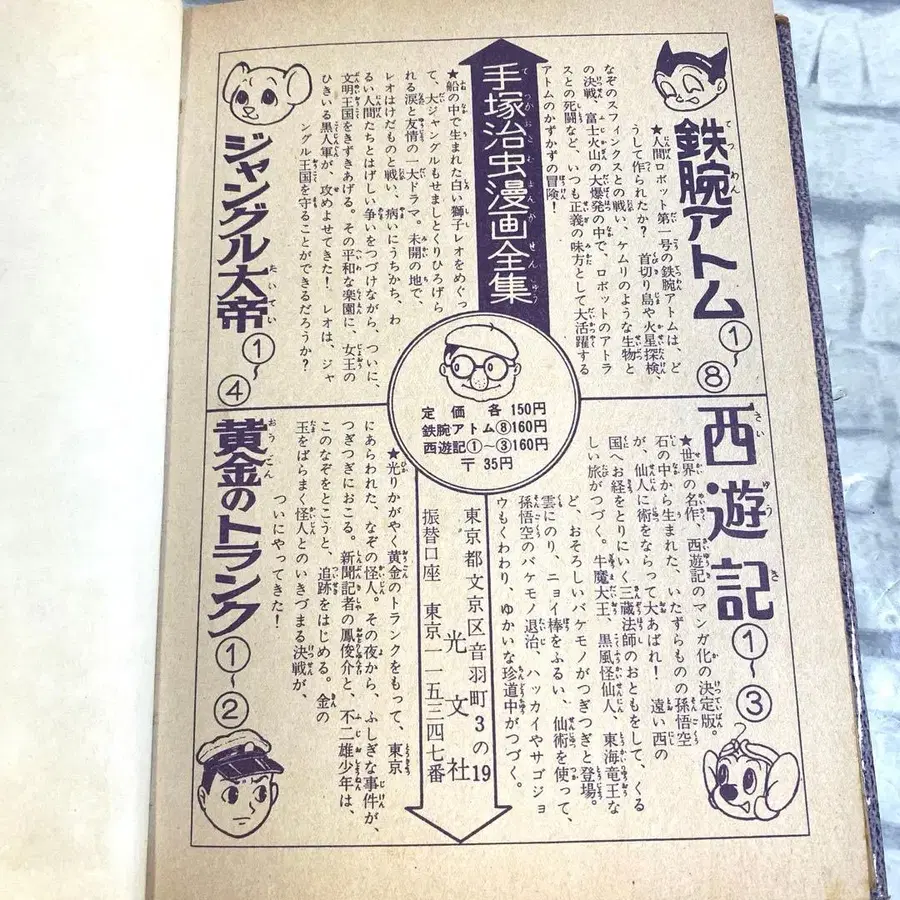 手塚治虫漫画全集
鉄腕アトム①〜⑧
★人間ロボット第一号の鉄腕アトムは、ど
うして作られたか？　首切り島や火星探検、
なぞのスフィンクスとの戦い、ケムリのような生物と
の決戦、富士火山の大爆発の中で、ロボットのアトラ
スとの死闘など、いつも正義の味方として大活躍する
アトムのかずかずの冒険！
ジャングル大帝①〜④
★船の中で生まれた白い獅子レオをめぐっ
て、大ジャングルもせましとくりひろげら
れる涙と友情の一大ドラマ。未開の地で、
レオはけだものと戦い、病いにうちかち、わ
るい人間たちとはげしい争いをつづけながら、ついに、
文明王国をきずきあげる。その平和な楽園に、女王の
ひきいる黒人軍が、攻めよせてきた！　レオは、ジャ
ングル王国を守ることができるだろうか？
定価　各 150円
鉄腕アトム⑧160円
西遊記①〜③160円
〒 35円
西遊記①〜③
★世界の名作、西遊記のマンガ化の決定版。
石の中から生まれた、いたずらものの孫悟空
が、仙人に術をならって大あばれ！　遠い西の
国へお経をとりにいく三蔵法師のおともをして、くる
しい旅がつづく。牛魔大王、黒風怪仙人、東海竜王な
ど、おそろしいバケモノがつぎつぎと登場。
雲にのり、ニョイ棒をふるい、仙術を使って、
孫悟空のバケモノ退治、ハッカイやサゴジョ
ウもくわわり、ゆかいな珍道中がつづく。
東京都文京区音羽町3の19
光文社
振替口座　東京一一五三四七番
黄金のトランク①〜②
★光りかがやく黄金のトランクをもって、東京
にあらわれた、なぞの怪人。その夜から、ふしぎな事件が、
つぎつぎにおこる。新聞記者の鳳俊介と、不二雄少年は、
このなぞをとこうと、追跡をはじめる。金の
玉をばらまく怪人とのいきづまる決戦が、
ついにやってきた！